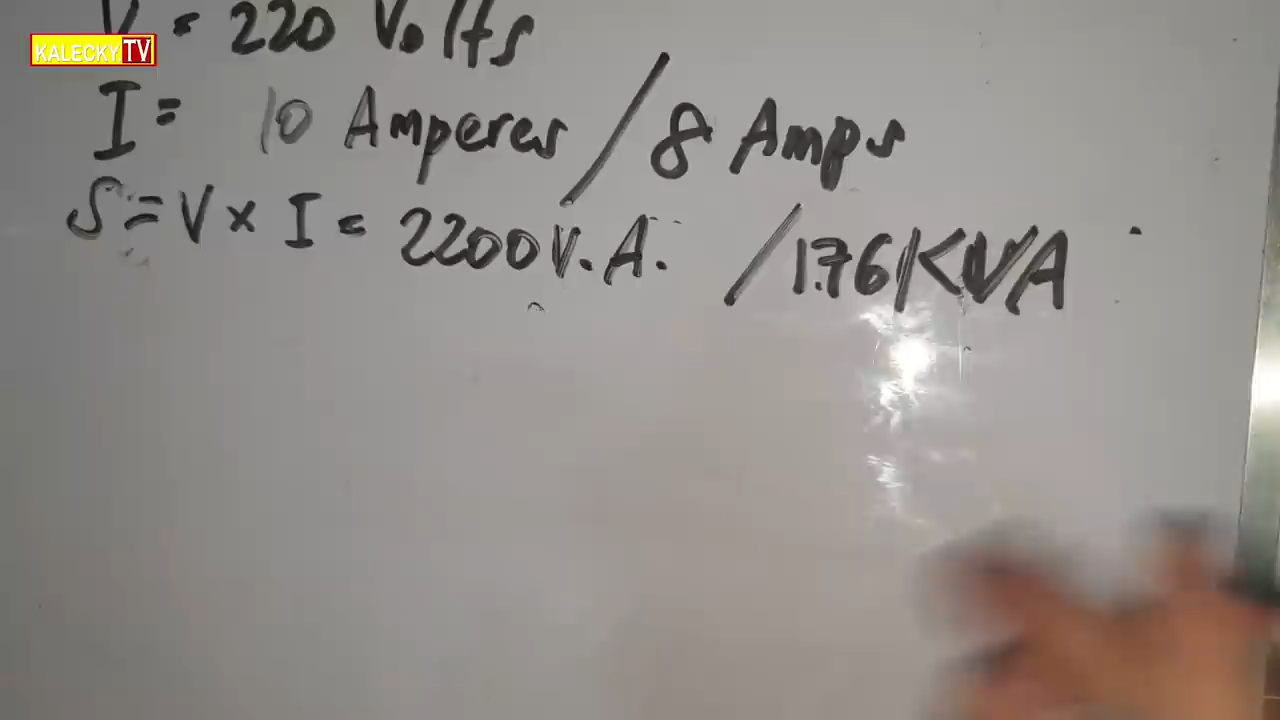 V = 220 Volts
KALECKY TV
I = 10 Amperes / 8 Amps
S = V x I = 2200 V.A. / 1.76 KVA